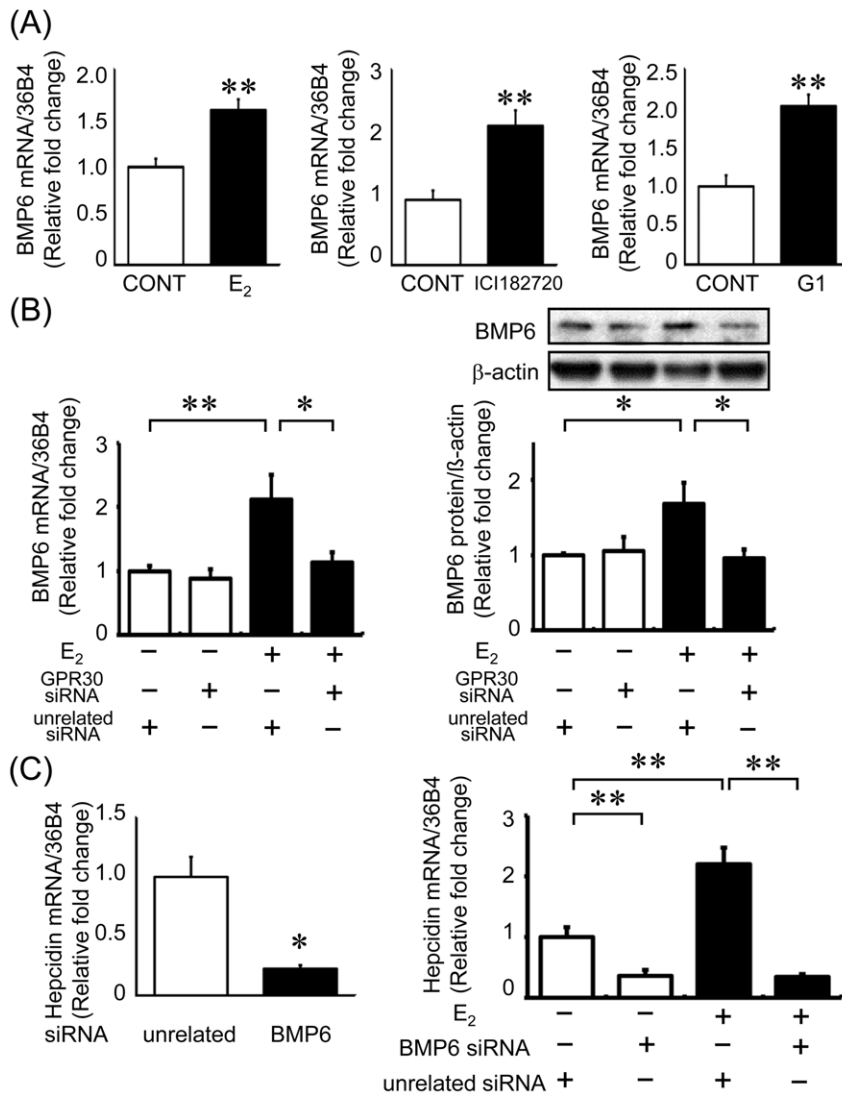 (A)
BMP6 mRNA/36B4
(Relative fold change)
2.0
1.5
1.0
0.5
0
**
CONT
E2
BMP6 mRNA/36B4
(Relative fold change)
3
2
1
0
**
CONT
ICI182720
BMP6 mRNA/36B4
(Relative fold change)
2.5
2.0
1.5
1.0
0.5
0
**
CONT
G1
(B)
BMP6 mRNA/36B4
(Relative fold change)
3
2
1
0
** *
E2 – – + +
GPR30
siRNA – + – +
unrelated
siRNA + – + –
BMP6
β-actin
BMP6 protein/ß-actin
(Relative fold change)
2
1
0
* *
E2 – – + +
GPR30
siRNA – + – +
unrelated
siRNA + – + –
(C)
Hepcidin mRNA/36B4
(Relative fold change)
1.5
1.0
0.5
0
*
siRNA unrelated BMP6
Hepcidin mRNA/36B4
(Relative fold change)
3
2
1
0
** **
**
E2 – – + +
BMP6 siRNA – + – +
unrelated siRNA + – + –